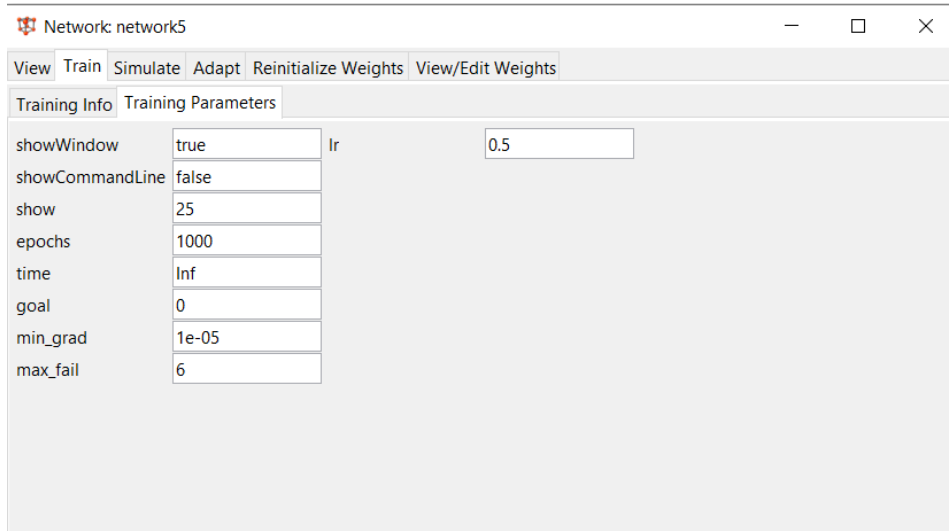 Network: network5
View Train Simulate Adapt Reinitialize Weights View/Edit Weights
Training Info Training Parameters
showWindow true lr 0.5
showCommandLine false
show 25
epochs 1000
time Inf
goal 0
min_grad 1e-05
max_fail 6